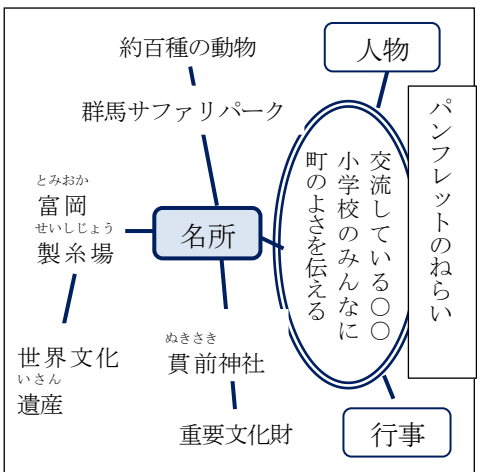 約百種の動物
人物
群馬サファリパーク
パンフレットのねらい
交流している〇〇
小学校のみんなに
町のよさを伝える
とみおか
富岡
せいしじょう
製糸場
名所
世界文化
いさん
遺産
ぬきさき
貫前神社
重要文化財
行事